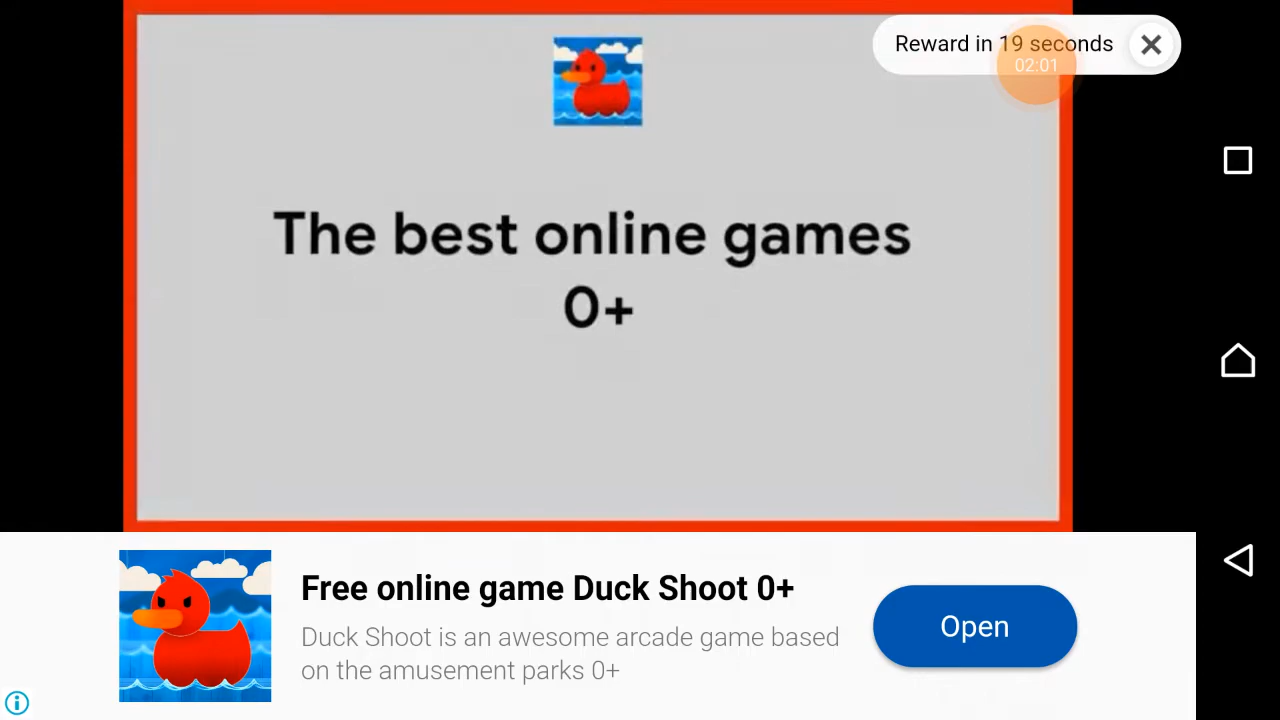 Reward in 19 seconds
02:01
The best online games
0+
Free online game Duck Shoot 0+
Duck Shoot is an awesome arcade game based
on the amusement parks 0+
Open